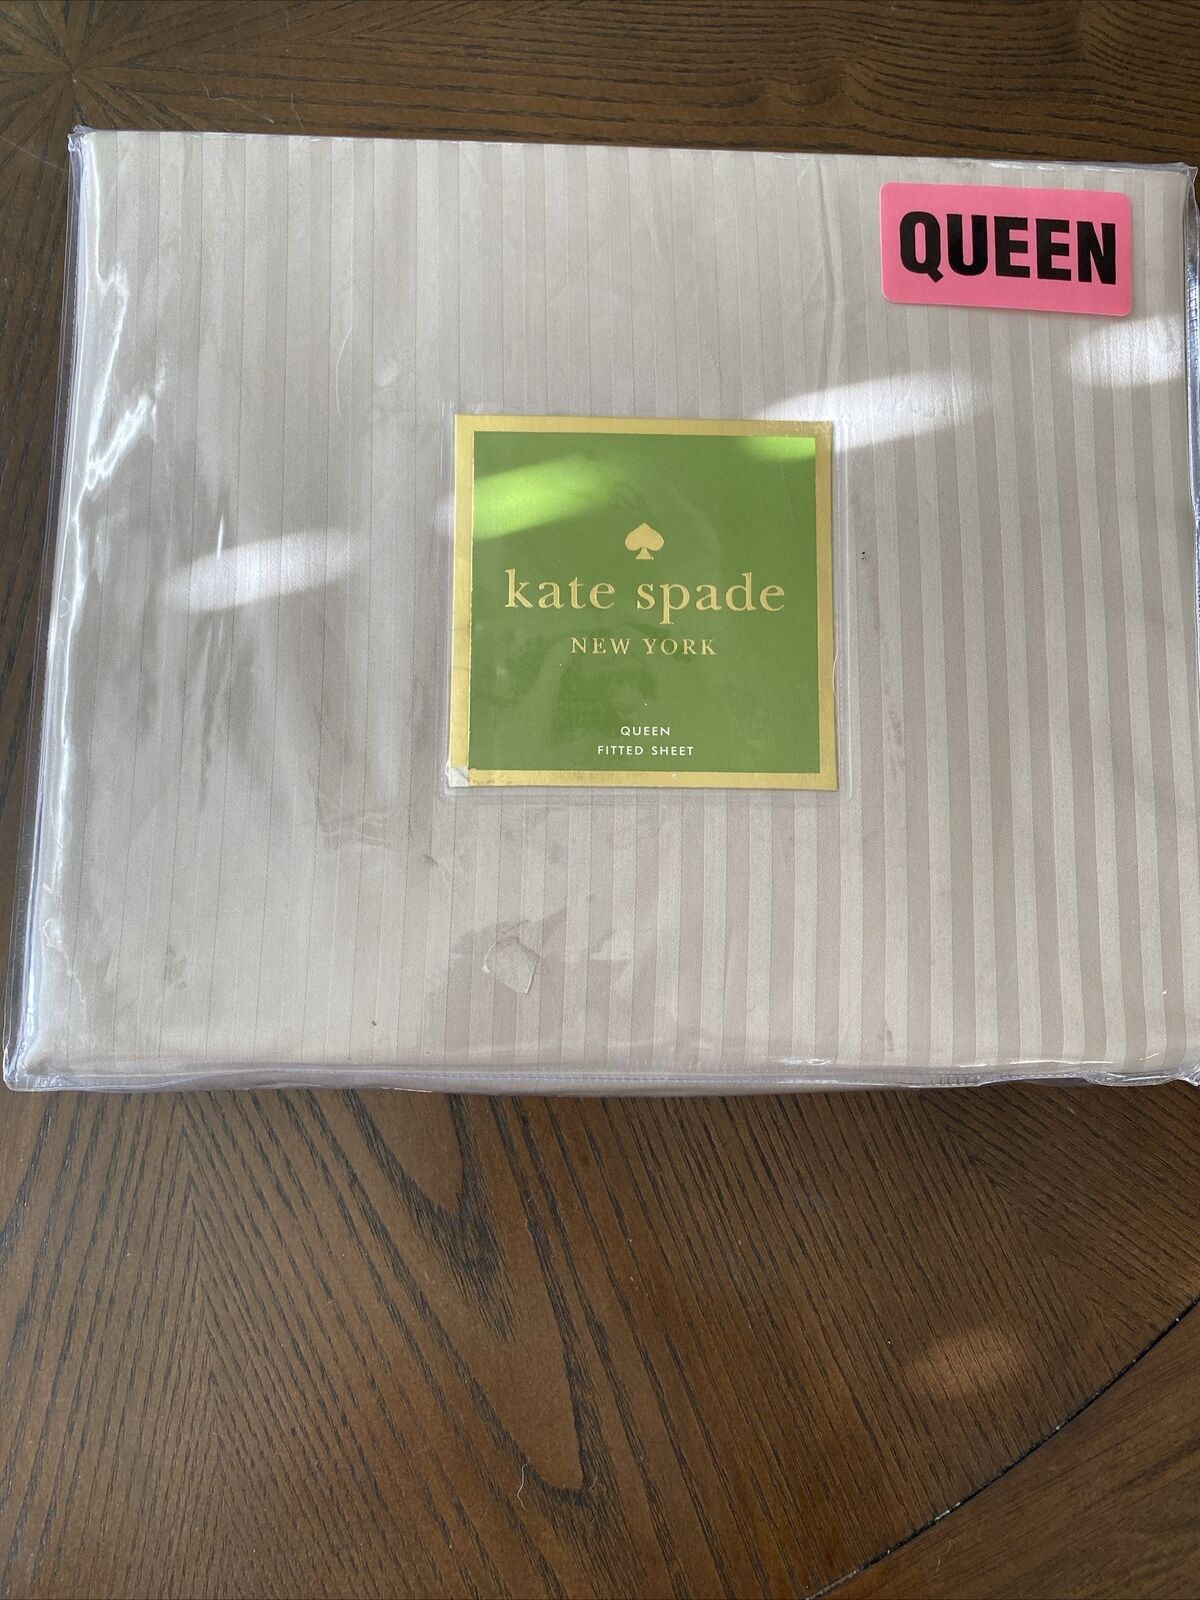 QUEEN
kate spade
NEW YORK
QUEEN
FITTED SHEET